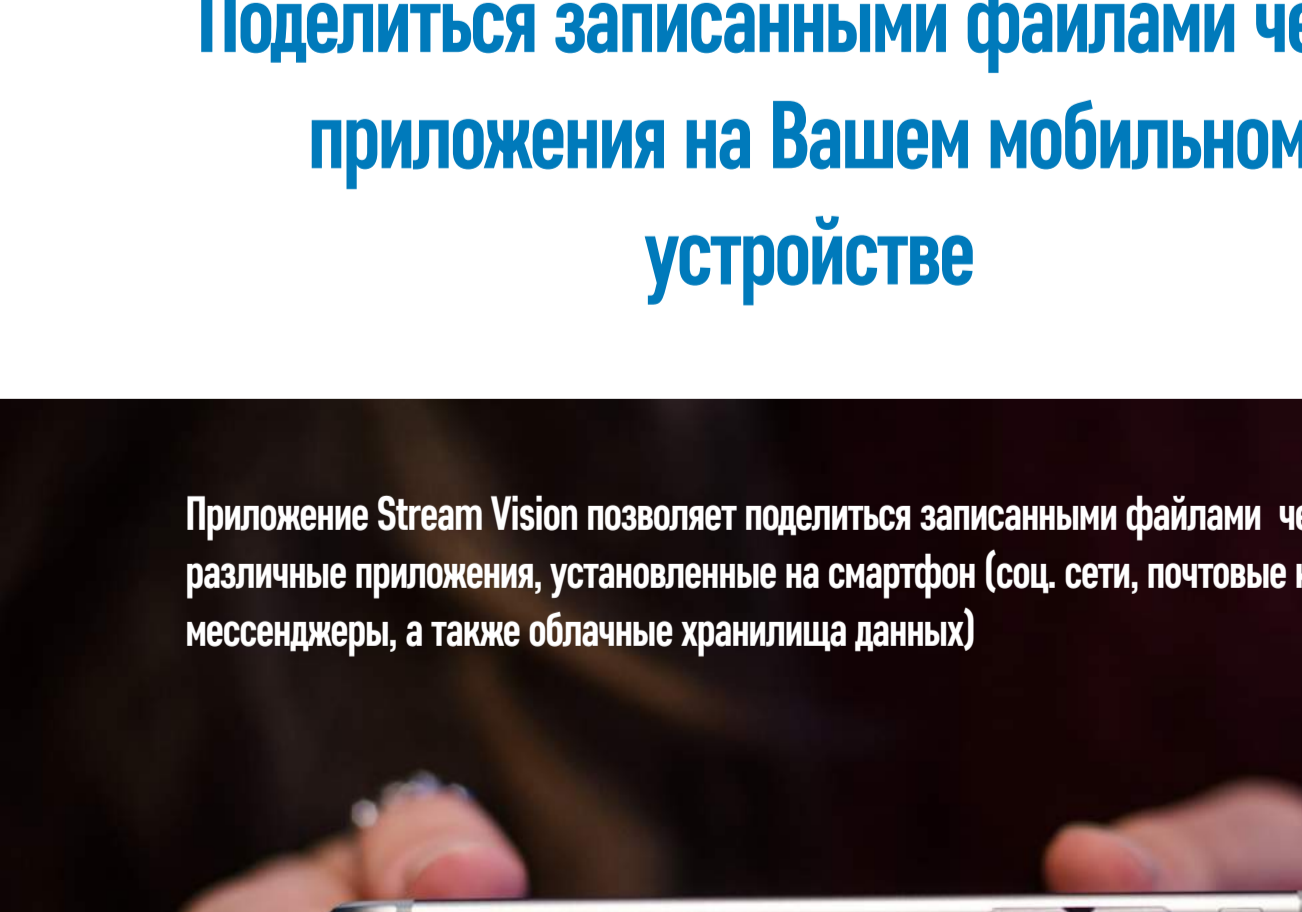 Поделиться записанными файлами че
приложения на Вашем мобильном
устройстве
Приложение Stream Vision позволяет поделиться записанными файлами че
различные приложения, установленные на смартфон (соц. сети, почтовые
мессенджеры, а также облачные хранилища данных)